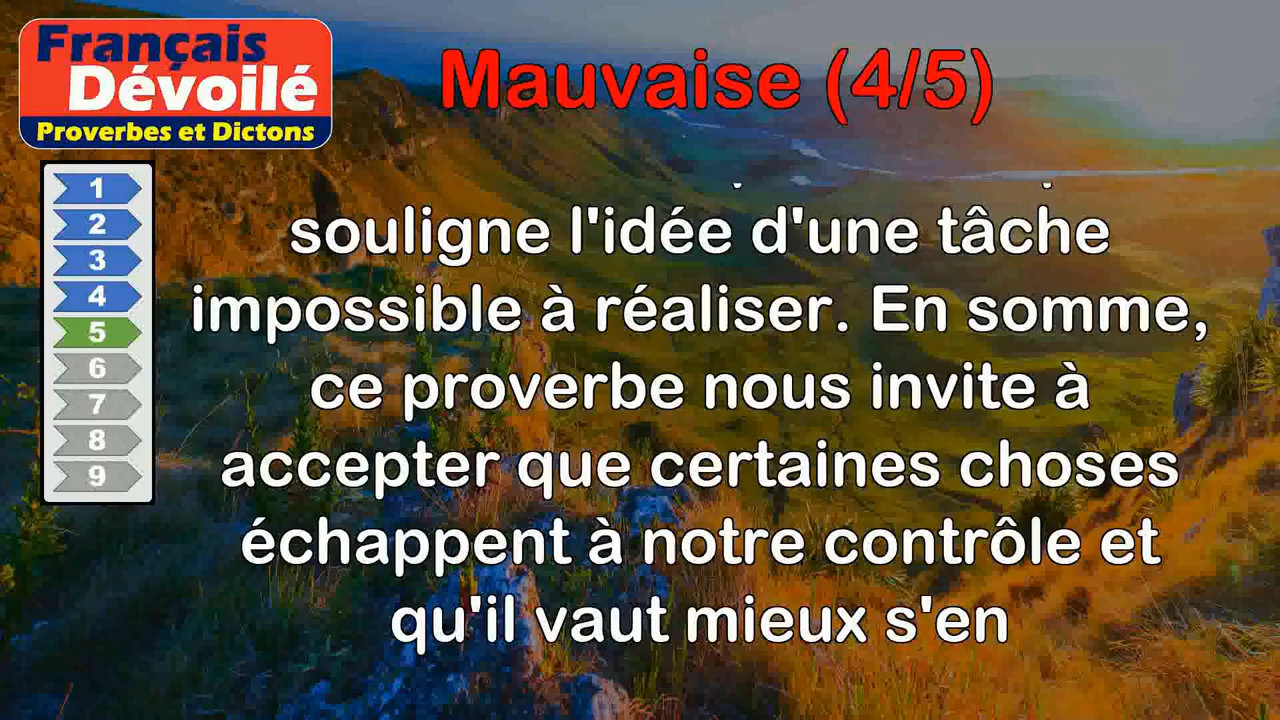 Français
Dévoilé
Proverbes et Dictons
Mauvaise (4/5)
1
2
3
4
5
6
7
8
9
souligne l'idée d'une tâche
impossible à réaliser. En somme,
ce proverbe nous invite à
accepter que certaines choses
échappent à notre contrôle et
qu'il vaut mieux s'en